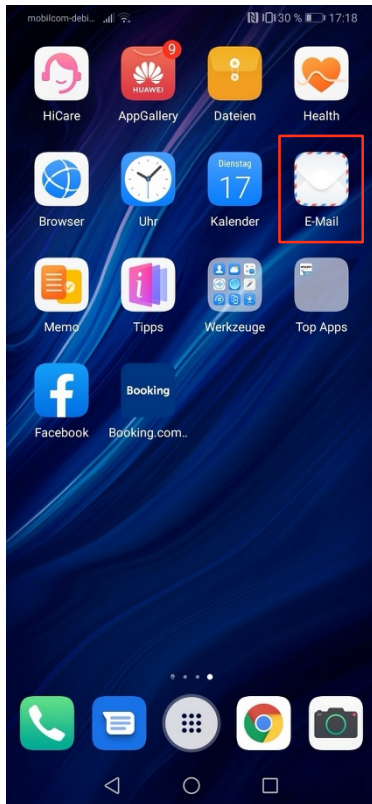 mobilcom-debi... 30 % 17:18
9
HUAWEI
HiCare AppGallery Dateien Health
Dienstag
17
Browser Uhr Kalender E-Mail
Memo Tipps Werkzeuge Top Apps
Booking
Facebook Booking.com..